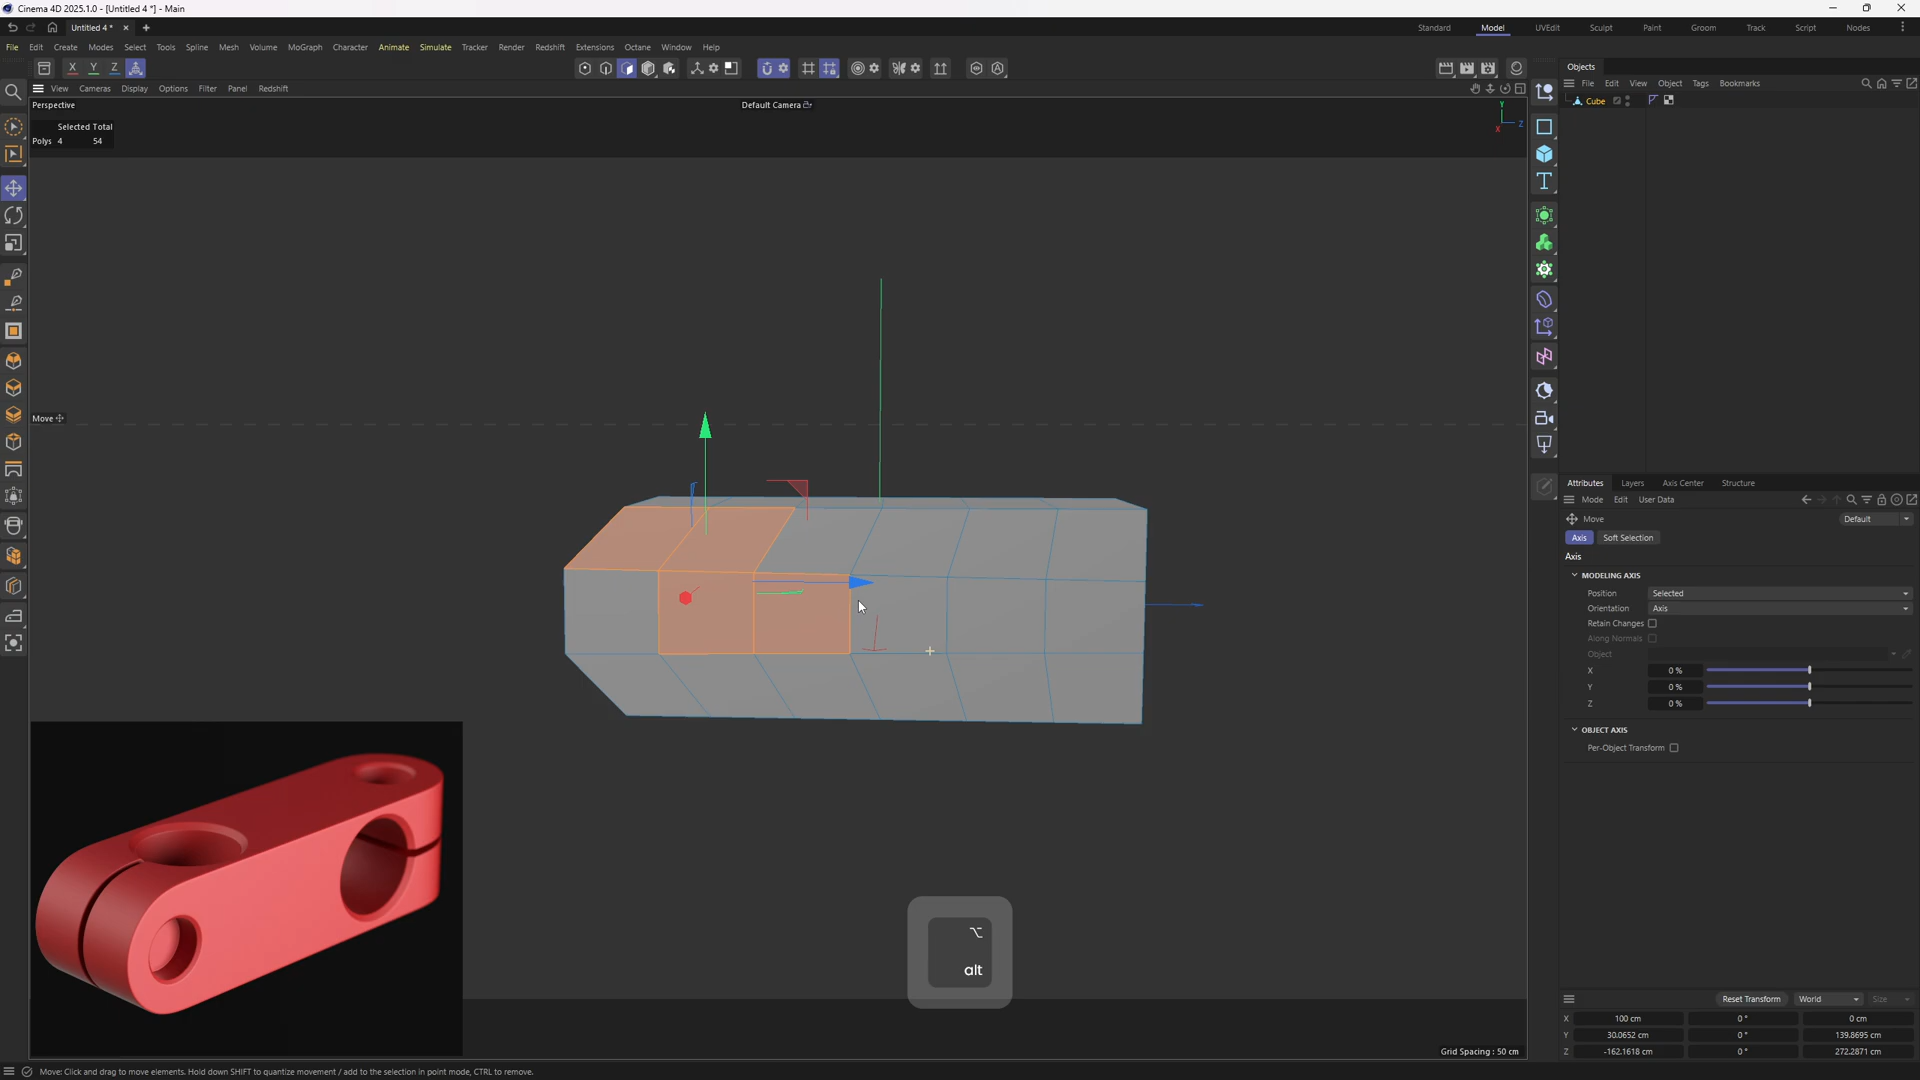 Cinema 4D 2025.1.0 - [Untitled 4 *] - Main
Untitled 4 *
Standard Model UVEdit Sculpt Paint Groom Track Script Nodes
File Edit Create Modes Select Tools Spline Mesh Volume MoGraph Character Animate Simulate Tracker Render Redshift Extensions Octane Window Help
X Y Z
Objects
View Cameras Display Options Filter Panel Redshift
File Edit View Object Tags Bookmarks
Perspective
Default Camera
Cube
Y
Z
X
Selected Total
Polys 4 54
Move
Attributes Layers Axis Center Structure
Mode Edit User Data
Move
Default
Axis Soft Selection
Axis
MODELING AXIS
Position Selected
Orientation Axis
Retain Changes
Along Normals
Object
X 0 %
Y 0 %
Z 0 %
OBJECT AXIS
Per-Object Transform
alt
Reset Transform World Size
X 100 cm 0 ° 0 cm
Y 30.0652 cm 0 ° 139.8695 cm
Z -162.1618 cm 0 ° 272.2871 cm
Grid Spacing : 50 cm
Move: Click and drag to move elements. Hold down SHIFT to quantize movement / add to the selection in point mode, CTRL to remove.